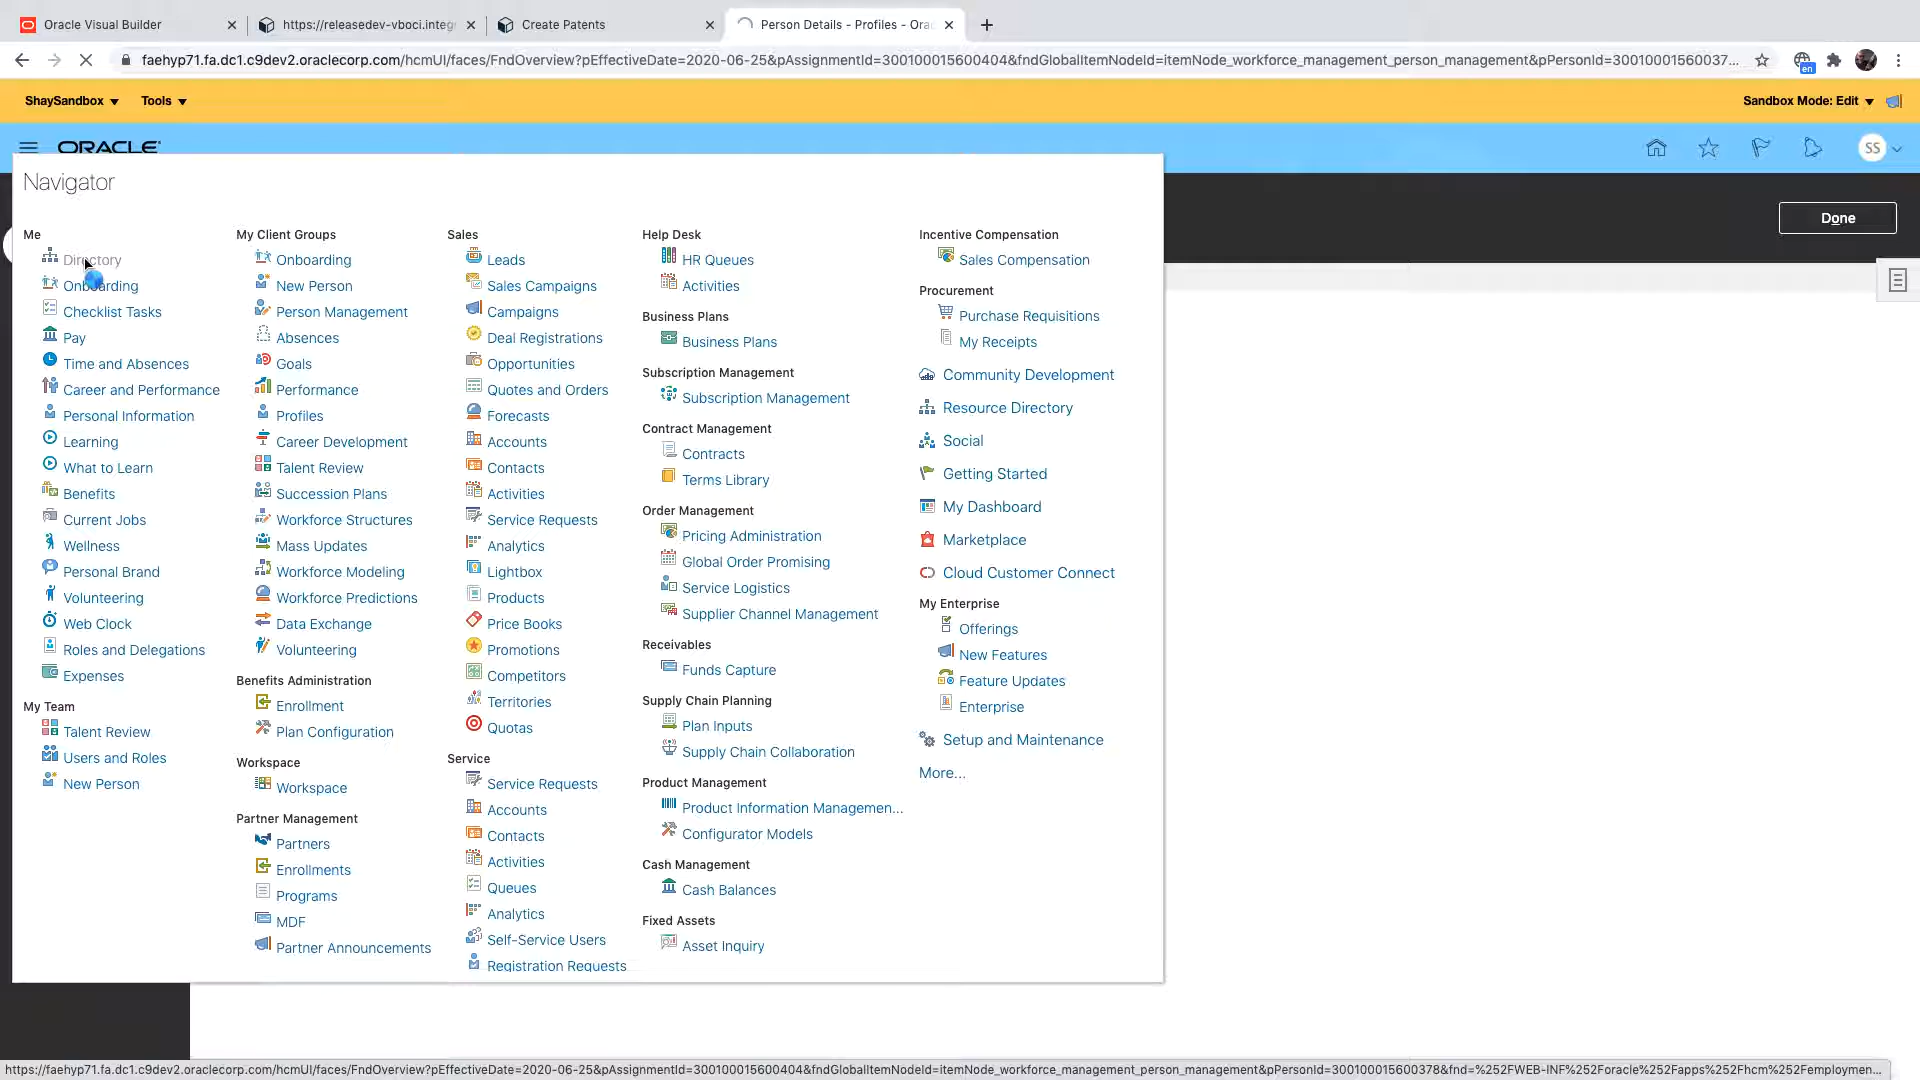 Oracle Visual Builder
https://releasedev-vboci.integ
Create Patents
Person Details - Profiles - Orac
faehyp71.fa.dc1.c9dev2.oraclecorp.com/hcmUI/faces/FndOverview?pEffectiveDate=2020-06-25&pAssignmentId=300100015600404&fndGlobalItemNodeId=itemNode_workforce_management_person_management&pPersonId=30010001560037...
en
ShaySandbox
Tools
Sandbox Mode: Edit
ORACLE
SS
Done
Navigator
Me
Directory
Onboarding
Checklist Tasks
Pay
Time and Absences
Career and Performance
Personal Information
Learning
What to Learn
Benefits
Current Jobs
Wellness
Personal Brand
Volunteering
Web Clock
Roles and Delegations
Expenses
My Team
Talent Review
Users and Roles
New Person
My Client Groups
Onboarding
New Person
Person Management
Absences
Goals
Performance
Profiles
Career Development
Talent Review
Succession Plans
Workforce Structures
Mass Updates
Workforce Modeling
Workforce Predictions
Data Exchange
Volunteering
Benefits Administration
Enrollment
Plan Configuration
Workspace
Workspace
Partner Management
Partners
Enrollments
Programs
MDF
Partner Announcements
Sales
Leads
Sales Campaigns
Campaigns
Deal Registrations
Opportunities
Quotes and Orders
Forecasts
Accounts
Contacts
Activities
Service Requests
Analytics
Lightbox
Products
Price Books
Promotions
Competitors
Territories
Quotas
Service
Service Requests
Accounts
Contacts
Activities
Queues
Analytics
Self-Service Users
Registration Requests
Help Desk
HR Queues
Activities
Business Plans
Business Plans
Subscription Management
Subscription Management
Contract Management
Contracts
Terms Library
Order Management
Pricing Administration
Global Order Promising
Service Logistics
Supplier Channel Management
Receivables
Funds Capture
Supply Chain Planning
Plan Inputs
Supply Chain Collaboration
Product Management
Product Information Managemen...
Configurator Models
Cash Management
Cash Balances
Fixed Assets
Asset Inquiry
Incentive Compensation
Sales Compensation
Procurement
Purchase Requisitions
My Receipts
Community Development
Resource Directory
Social
Getting Started
My Dashboard
Marketplace
Cloud Customer Connect
My Enterprise
Offerings
New Features
Feature Updates
Enterprise
Setup and Maintenance
More...
https://faehyp71.fa.dc1.c9dev2.oraclecorp.com/hcmUI/faces/FndOverview?pEffectiveDate=2020-06-25&pAssignmentId=300100015600404&fndGlobalItemNodeId=itemNode_workforce_management_person_management&pPersonId=300100015600378&fnd=%252FWEB-INF%252Foracle%252Fapps%252Fhcm%252Femploymen...